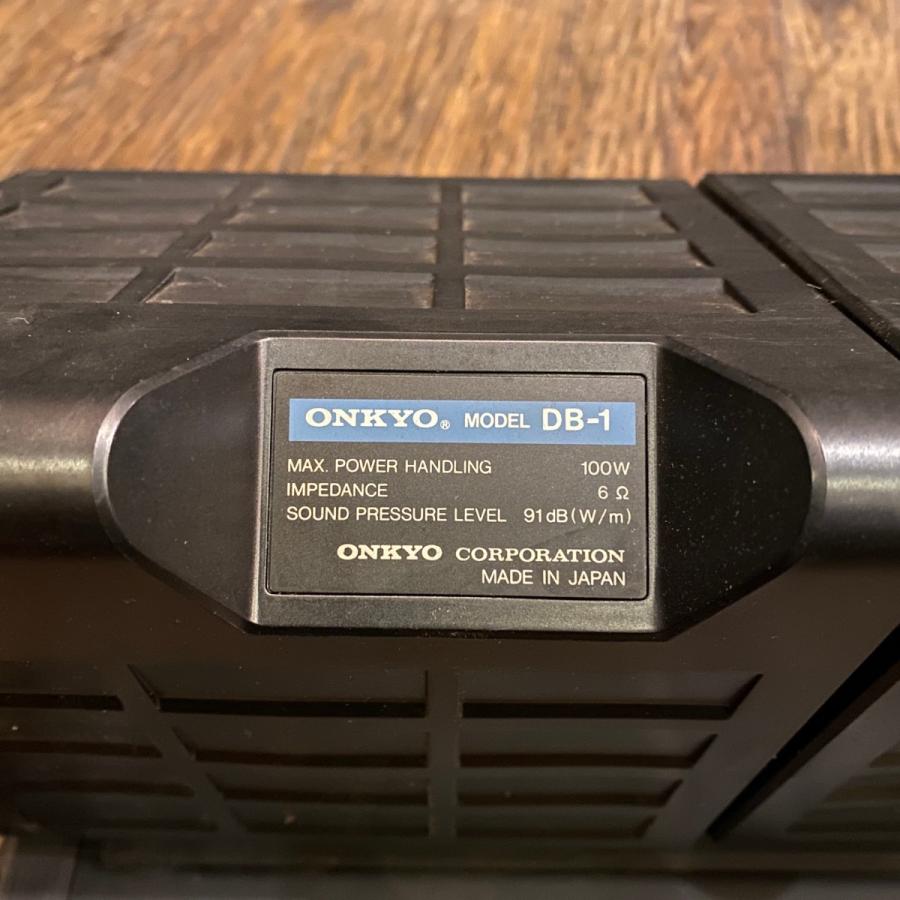 ONKYO® MODEL DB-1
MAX. POWER HANDLING 100W
IMPEDANCE 6 Ω
SOUND PRESSURE LEVEL 91dB(W/m)
ONKYO CORPORATION
MADE IN JAPAN